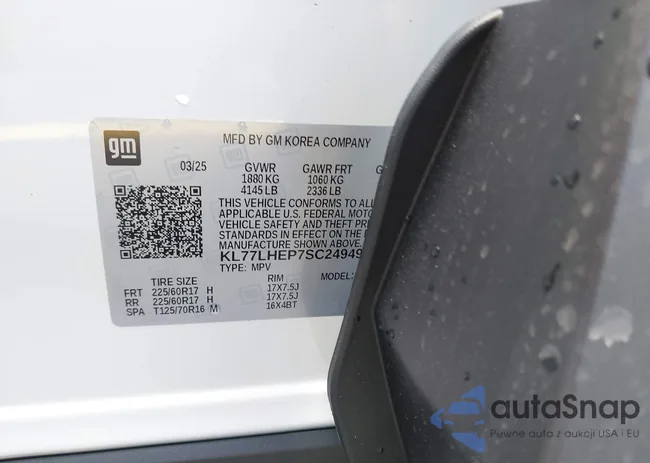 gm
MFD BY GM KOREA COMPANY
03/25 GVWR GAWR FRT G
1880 KG 1060 KG
4145 LB 2336 LB
THIS VEHICLE CONFORMS TO ALL
APPLICABLE U.S. FEDERAL MOTO
VEHICLE SAFETY AND THEFT PRE
STANDARDS IN EFFECT ON THE
MANUFACTURE SHOWN ABOVE.
KL77LHEP7SC24949
TYPE: MPV MODEL:
TIRE SIZE RIM
FRT 225/60R17 H 17X7.5J
RR 225/60R17 H 17X7.5J
SPA T125/70R16 M 16X4BT
autoSnap
Pewne auta z aukcji USA i EU